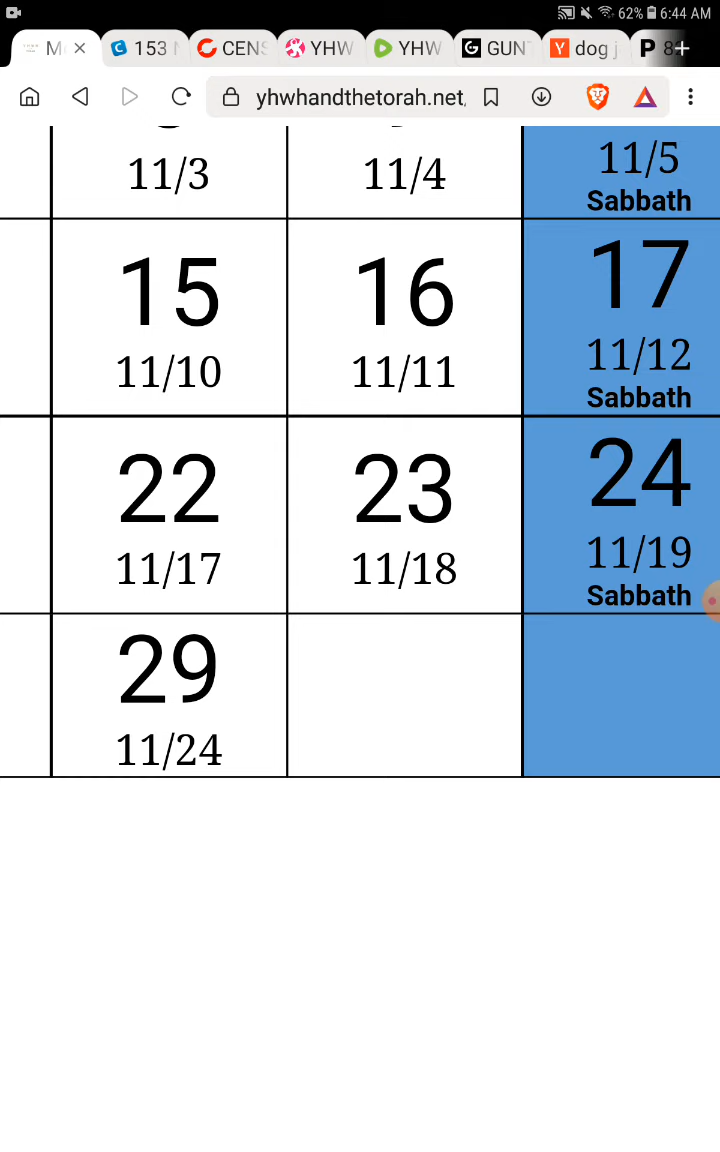 62% 6:44 AM
M 153 CENS YHW YHW GUN dog j P 8 +
yhwhandthetorah.net,
11/3 11/4 11/5
Sabbath
15 16 17
11/10 11/11 11/12
Sabbath
22 23 24
11/17 11/18 11/19
Sabbath
29
11/24